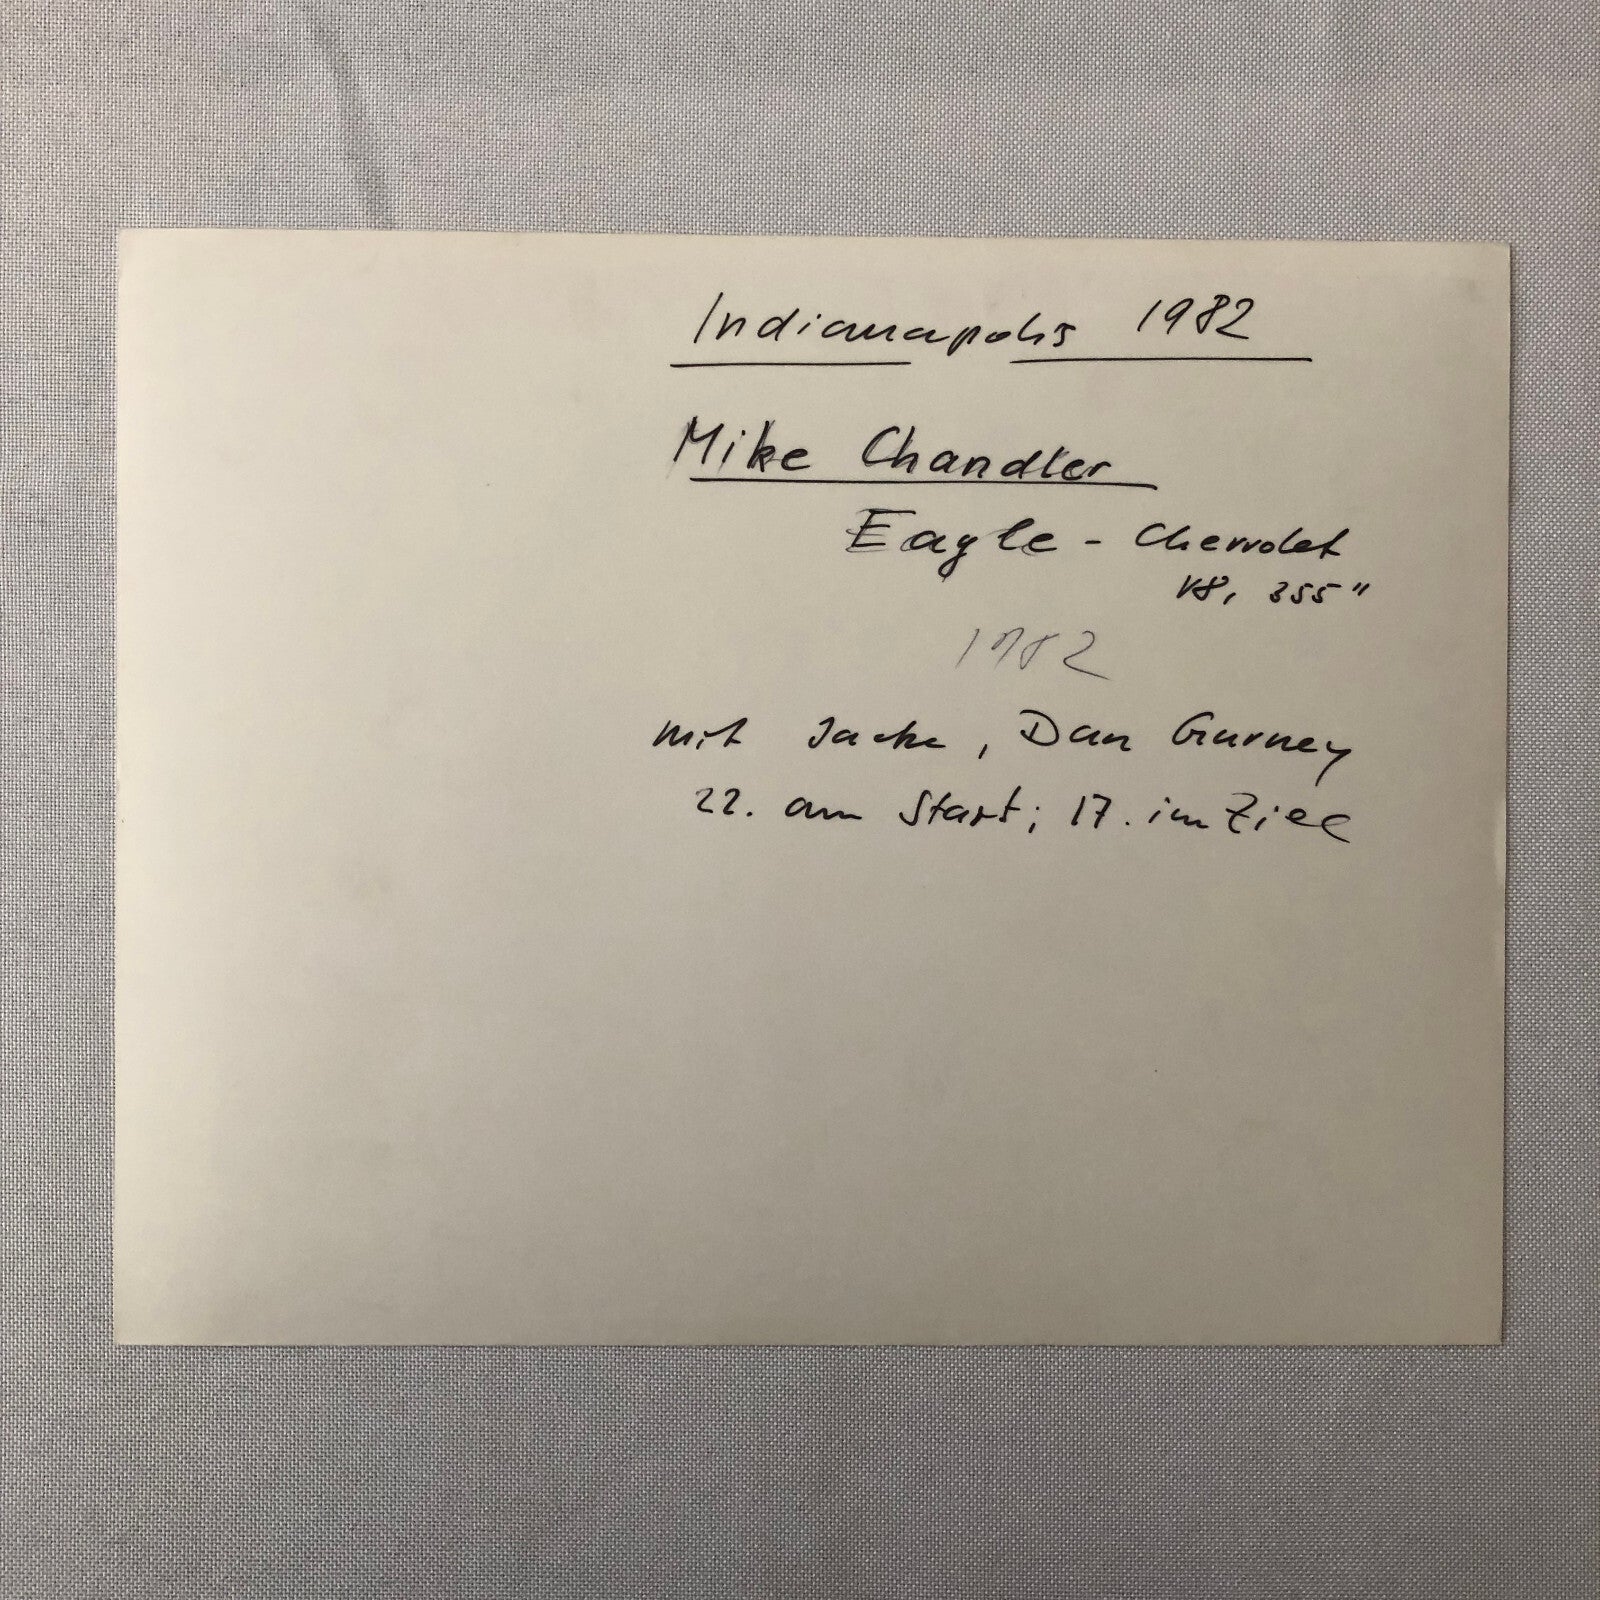 Indianapolis 1982
Mike Chandler
Eagle - Chevrolet
V8, 355"
1982
mit Jacke, Dan Gurney
22. am Start; 17. im Ziel